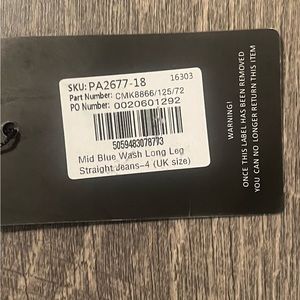 SKU: PA2677-18
16303
Part Number: CMK8866/125/72
PO Number: 0020601292
5059483078793
Mid Blue Wash Long Leg
Straight Jeans-4 (UK size)
WARNING!
ONCE THIS LABEL HAS BEEN REMOVED
YOU CAN NO LONGER RETURN THIS ITEM